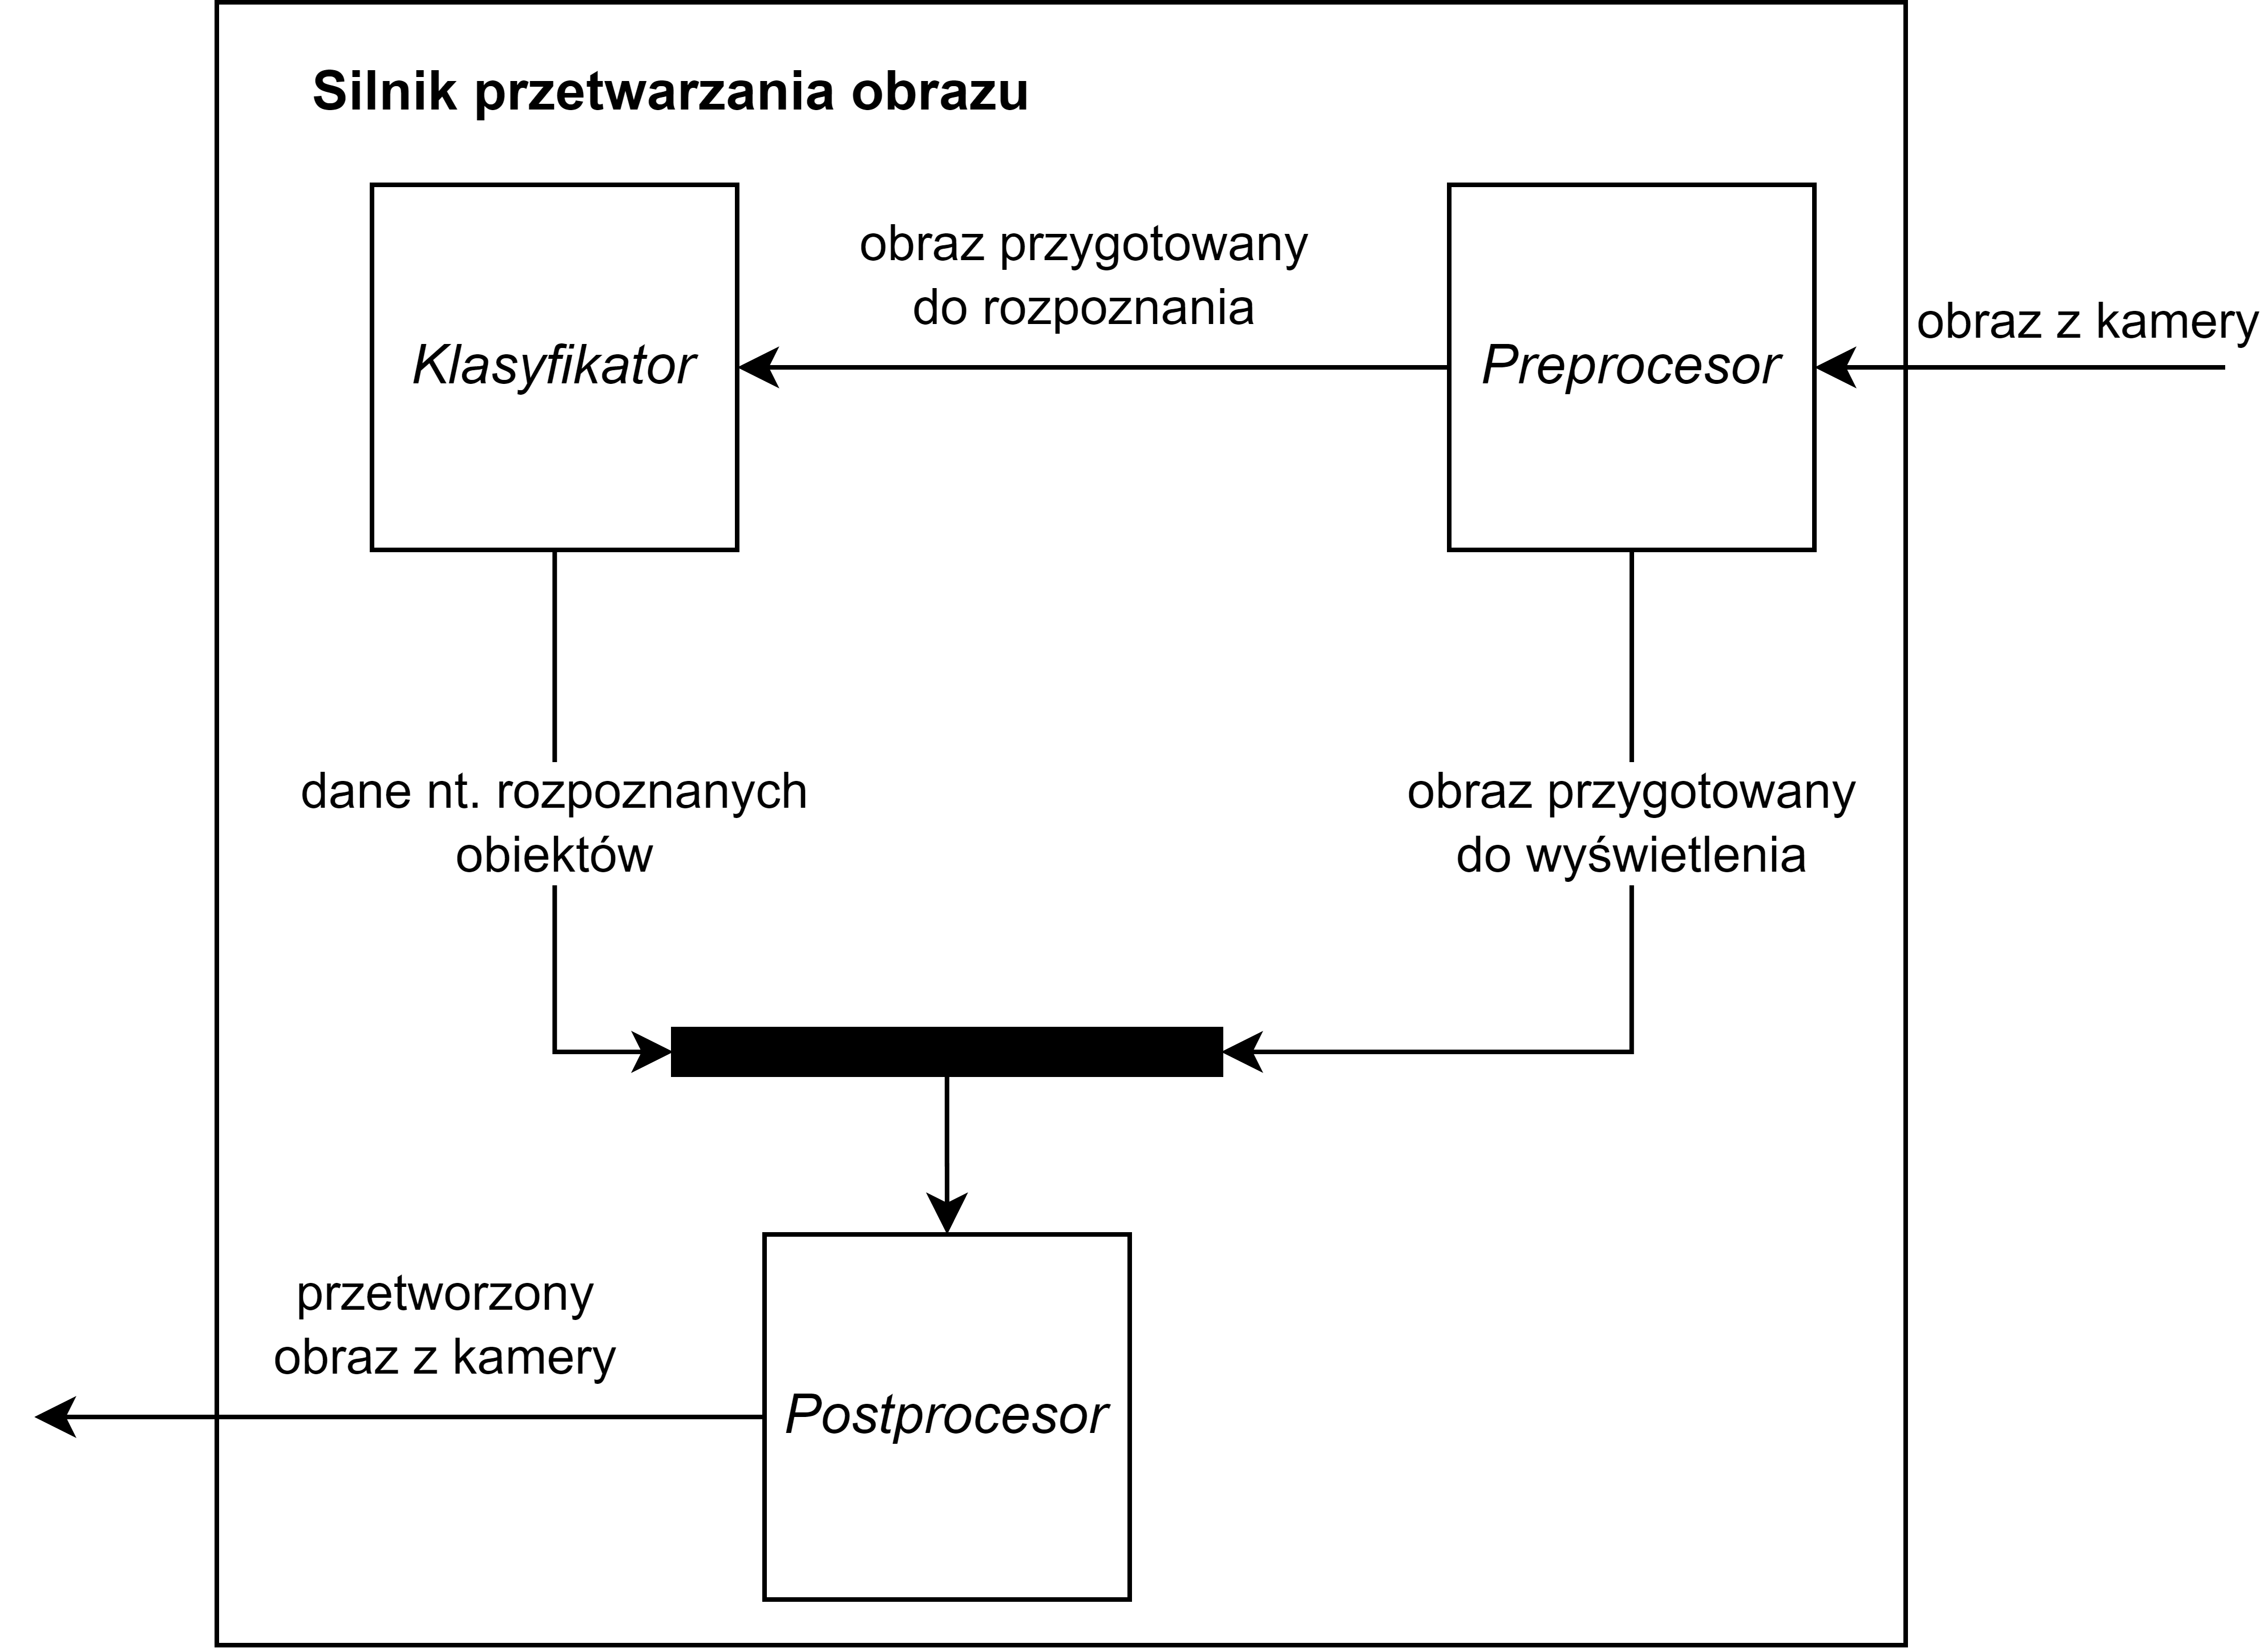 Silnik przetwarzania obrazu
obraz przygotowany
do rozpoznania
obraz z kamery
Klasyfikator
Preprocesor
dane nt. rozpoznanych
obiektów
obraz przygotowany
do wyświetlenia
przetworzony
obraz z kamery
Postprocesor